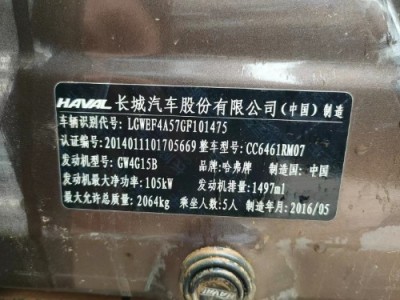 HAVAL 长城汽车股份有限公司(中国)制造
车辆识别代号: LGWEF4A57GF101475
认证编号:2014011101705669 整车型号:CC6461RM07
发动机型号:GW4G15B 品牌:哈弗牌 制造国:中国
发动机最大净功率:105kW 发动机排量:1497ml
最大允许总质量:2064kg 乘坐人数:5人 制造年月:2016/05
HAVAL